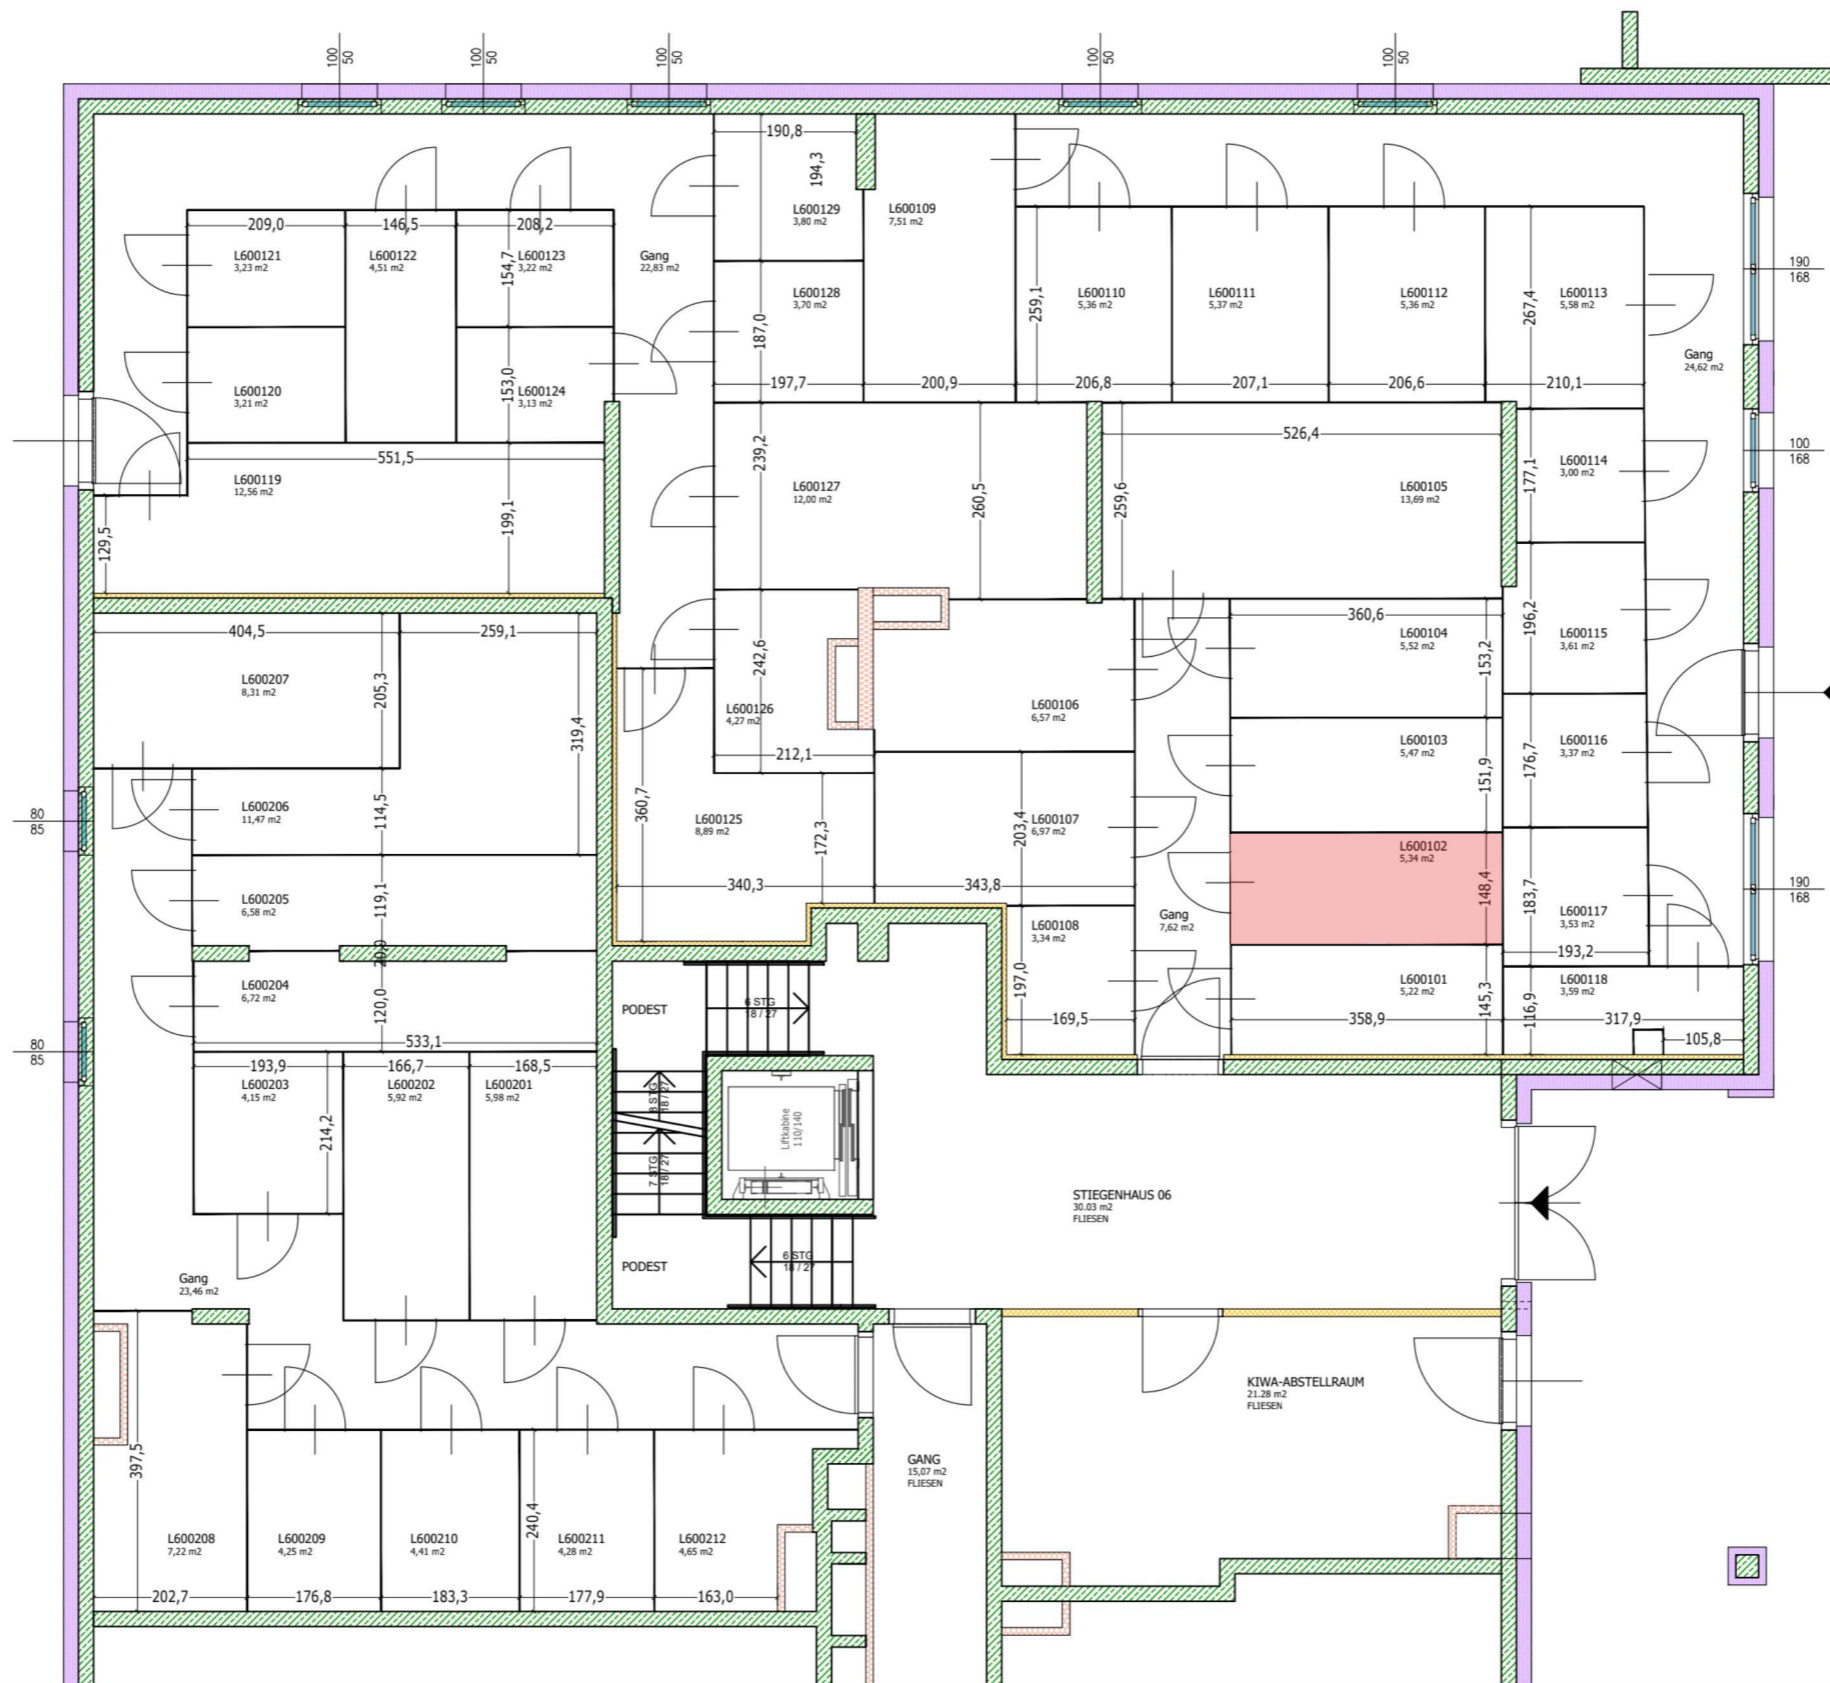 100
50
100
50
100
50
100
50
100
50
190,8
194,3
L600129
3,80 m2
L600109
7,51 m2
209,0
146,5
208,2
L600121
3,23 m2
L600122
4,51 m2
L600123
3,22 m2
154,7
Gang
22,83 m2
L600128
3,70 m2
187,0
259,1
L600110
5,36 m2
L600111
5,37 m2
L600112
5,36 m2
L600113
5,58 m2
267,4
190
168
Gang
24,62 m2
L600120
3,21 m2
L600124
3,13 m2
153,0
197,7
200,9
206,8
207,1
206,6
210,1
551,5
239,2
526,4
L600119
12,56 m2
L600127
12,00 m2
260,5
259,6
L600105
13,69 m2
L600114
3,00 m2
177,1
100
168
129,5
199,1
404,5
259,1
242,6
360,6
L600104
5,52 m2
153,2
196,2
L600115
3,61 m2
L600207
8,31 m2
205,3
319,4
L600126
4,27 m2
212,1
L600106
6,57 m2
L600103
5,47 m2
151,9
176,7
L600116
3,37 m2
80
85
L600206
11,47 m2
114,5
360,7
L600125
8,89 m2
172,3
203,4
L600107
6,97 m2
L600102
5,34 m2
148,4
183,7
190
168
L600205
6,58 m2
119,1
340,3
343,8
L600108
3,34 m2
Gang
7,62 m2
L600117
3,53 m2
193,2
20,0
L600204
6,72 m2
120,0
533,1
PODEST
6 STG
18 / 27
197,0
169,5
L600101
5,22 m2
145,3
358,9
116,9
L600118
3,59 m2
317,9
105,8
80
85
193,9
166,7
168,5
L600203
4,15 m2
L600202
5,92 m2
L600201
5,98 m2
214,2
8 STG
18 / 27
7 STG
18 / 27
Liftkabine
110/140
STIEGENHAUS 06
30.03 m2
FLIESEN
PODEST
6 STG
18 / 27
Gang
23,46 m2
KIWA-ABSTELLRAUM
21.28 m2
FLIESEN
397,5
GANG
15,07 m2
FLIESEN
240,4
L600208
7,22 m2
L600209
4,25 m2
L600210
4,41 m2
L600211
4,28 m2
L600212
4,65 m2
202,7
176,8
183,3
177,9
163,0